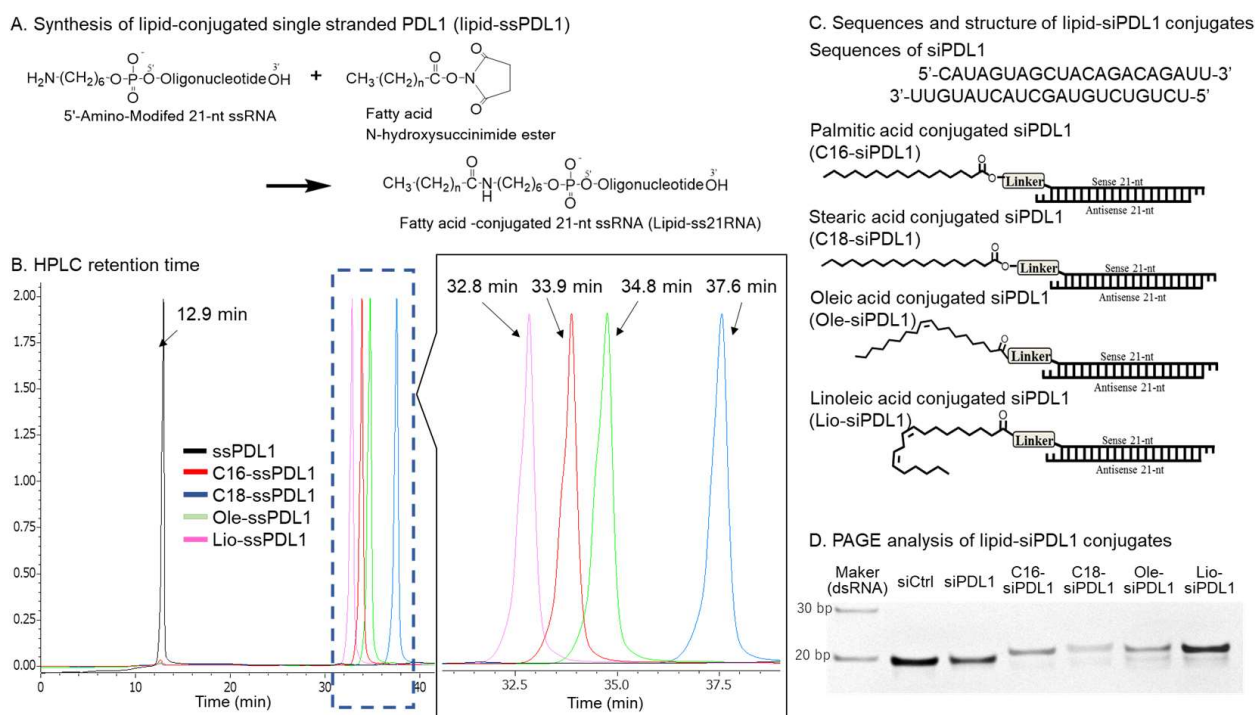 A. Synthesis of lipid-conjugated single stranded PDL1 (lipid-ssPDL1)
H2N-(CH2)6-O-P-O-Oligonucleotide OH
O-
O
5'
3'
5'-Amino-Modifed 21-nt ssRNA
+
CH3-(CH2)n-C-O-N
O
O
O
Fatty acid
N-hydroxysuccinimide ester
CH3-(CH2)n-C-N-(CH2)6-O-P-O-Oligonucleotide OH
O
H
O-
O
5'
3'
Fatty acid -conjugated 21-nt ssRNA (Lipid-ss21RNA)
B. HPLC retention time
2.00
1.75
1.50
1.25
1.00
0.75
0.50
0.25
0.00
12.9 min
ssPDL1
C16-ssPDL1
C18-ssPDL1
Ole-ssPDL1
Lio-ssPDL1
0
10
20
30
40
Time (min)
32.8 min
33.9 min
34.8 min
37.6 min
32.5
35.0
37.5
Time (min)
C. Sequences and structure of lipid-siPDL1 conjugates
Sequences of siPDL1
5'-CAUAGUAGCUACAGACAGAUU-3'
3'-UUGUAUCAUCGAUGUCUGUCU-5'
Palmitic acid conjugated siPDL1
(C16-siPDL1)
O
O
Linker
Sense 21-nt
Antisense 21-nt
Stearic acid conjugated siPDL1
(C18-siPDL1)
O
O
Linker
Sense 21-nt
Antisense 21-nt
Oleic acid conjugated siPDL1
(Ole-siPDL1)
O
Linker
Sense 21-nt
Antisense 21-nt
Linoleic acid conjugated siPDL1
(Lio-siPDL1)
O
Linker
Sense 21-nt
Antisense 21-nt
D. PAGE analysis of lipid-siPDL1 conjugates
Maker
(dsRNA)
siCtrl
siPDL1
C16-
siPDL1
C18-
siPDL1
Ole-
siPDL1
Lio-
siPDL1
30 bp
20 bp